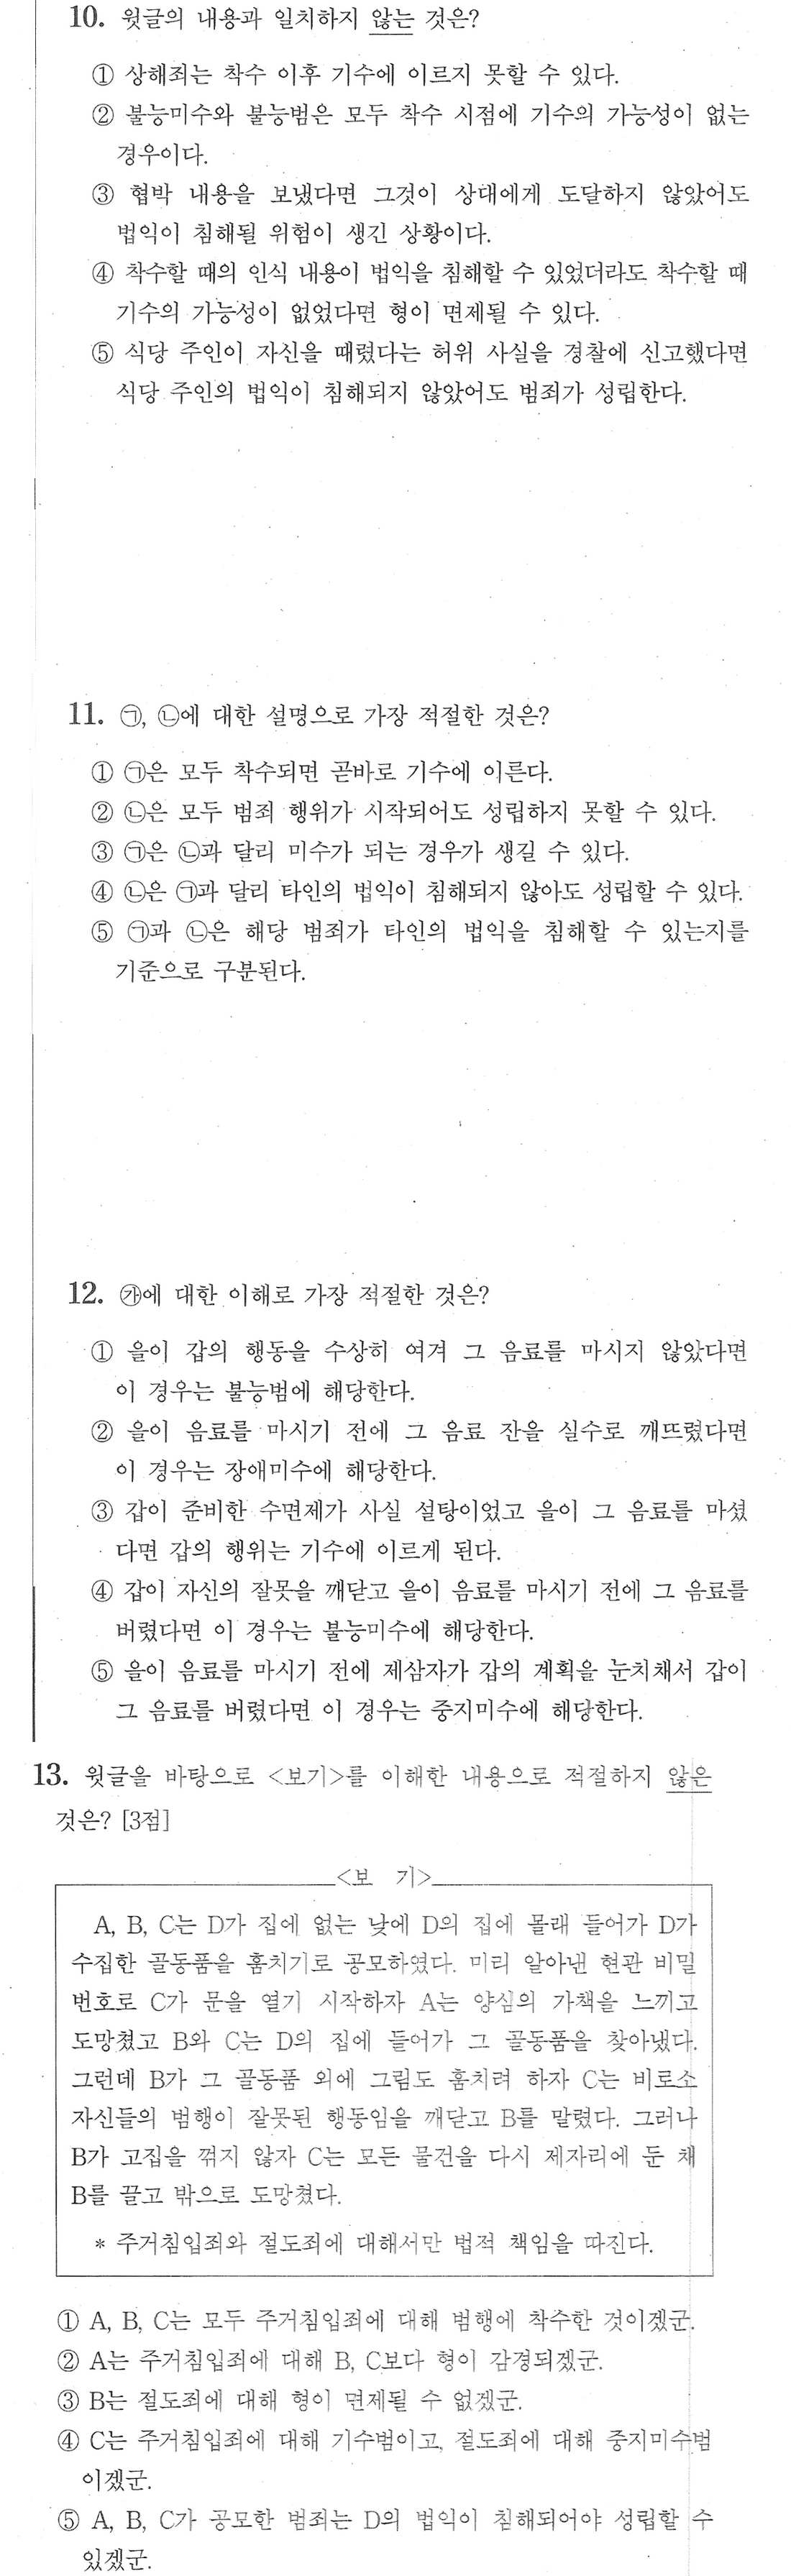 10. 윗글의 내용과 일치하지 않는 것은?
① 상해죄는 착수 이후 기수에 이르지 못할 수 있다.
② 불능미수와 불능범은 모두 착수 시점에 기수의 가능성이 없는
경우이다.
③ 협박 내용을 보냈다면 그것이 상대에게 도달하지 않았어도
법익이 침해될 위험이 생긴 상황이다.
④ 착수할 때의 인식 내용이 법익을 침해할 수 있었더라도 착수할 때
기수의 가능성이 없었다면 형이 면제될 수 있다.
⑤ 식당 주인이 자신을 때렸다는 허위 사실을 경찰에 신고했다면
식당 주인의 법익이 침해되지 않았어도 범죄가 성립한다.
11. ㉠, ㉡에 대한 설명으로 가장 적절한 것은?
① ㉠은 모두 착수되면 곧바로 기수에 이른다.
② ㉡은 모두 범죄 행위가 시작되어도 성립하지 못할 수 있다.
③ ㉠은 ㉡과 달리 미수가 되는 경우가 생길 수 있다.
④ ㉡은 ㉠과 달리 타인의 법익이 침해되지 않아도 성립할 수 있다.
⑤ ㉠과 ㉡은 해당 범죄가 타인의 법익을 침해할 수 있는지를
기준으로 구분된다.
12. ㉮에 대한 이해로 가장 적절한 것은?
① 을이 갑의 행동을 수상히 여겨 그 음료를 마시지 않았다면
이 경우는 불능범에 해당한다.
② 을이 음료를 마시기 전에 그 음료 잔을 실수로 깨뜨렸다면
이 경우는 장애미수에 해당한다.
③ 갑이 준비한 수면제가 사실 설탕이었고 을이 그 음료를 마셨
다면 갑의 행위는 기수에 이르게 된다.
④ 갑이 자신의 잘못을 깨닫고 을이 음료를 마시기 전에 그 음료를
버렸다면 이 경우는 불능미수에 해당한다.
⑤ 을이 음료를 마시기 전에 제삼자가 갑의 계획을 눈치채서 갑이
그 음료를 버렸다면 이 경우는 중지미수에 해당한다.
13. 윗글을 바탕으로 <보기>를 이해한 내용으로 적절하지 않은
것은? [3점]
<보 기>
A, B, C는 D가 집에 없는 낮에 D의 집에 몰래 들어가 D가
수집한 골동품을 훔치기로 공모하였다. 미리 알아낸 현관 비밀
번호로 C가 문을 열기 시작하자 A는 양심의 가책을 느끼고
도망쳤고 B와 C는 D의 집에 들어가 그 골동품을 찾아냈다.
그런데 B가 그 골동품 외에 그림도 훔치려 하자 C는 비로소
자신들의 범행이 잘못된 행동임을 깨닫고 B를 말렸다. 그러나
B가 고집을 꺾지 않자 C는 모든 물건을 다시 제자리에 둔 채
B를 끌고 밖으로 도망쳤다.
* 주거침입죄와 절도죄에 대해서만 법적 책임을 따진다.
① A, B, C는 모두 주거침입죄에 대해 범행에 착수한 것이겠군.
② A는 주거침입죄에 대해 B, C보다 형이 감경되겠군.
③ B는 절도죄에 대해 형이 면제될 수 없겠군.
④ C는 주거침입죄에 대해 기수범이고, 절도죄에 대해 중지미수범
이겠군.
⑤ A, B, C가 공모한 범죄는 D의 법익이 침해되어야 성립할 수
있겠군.